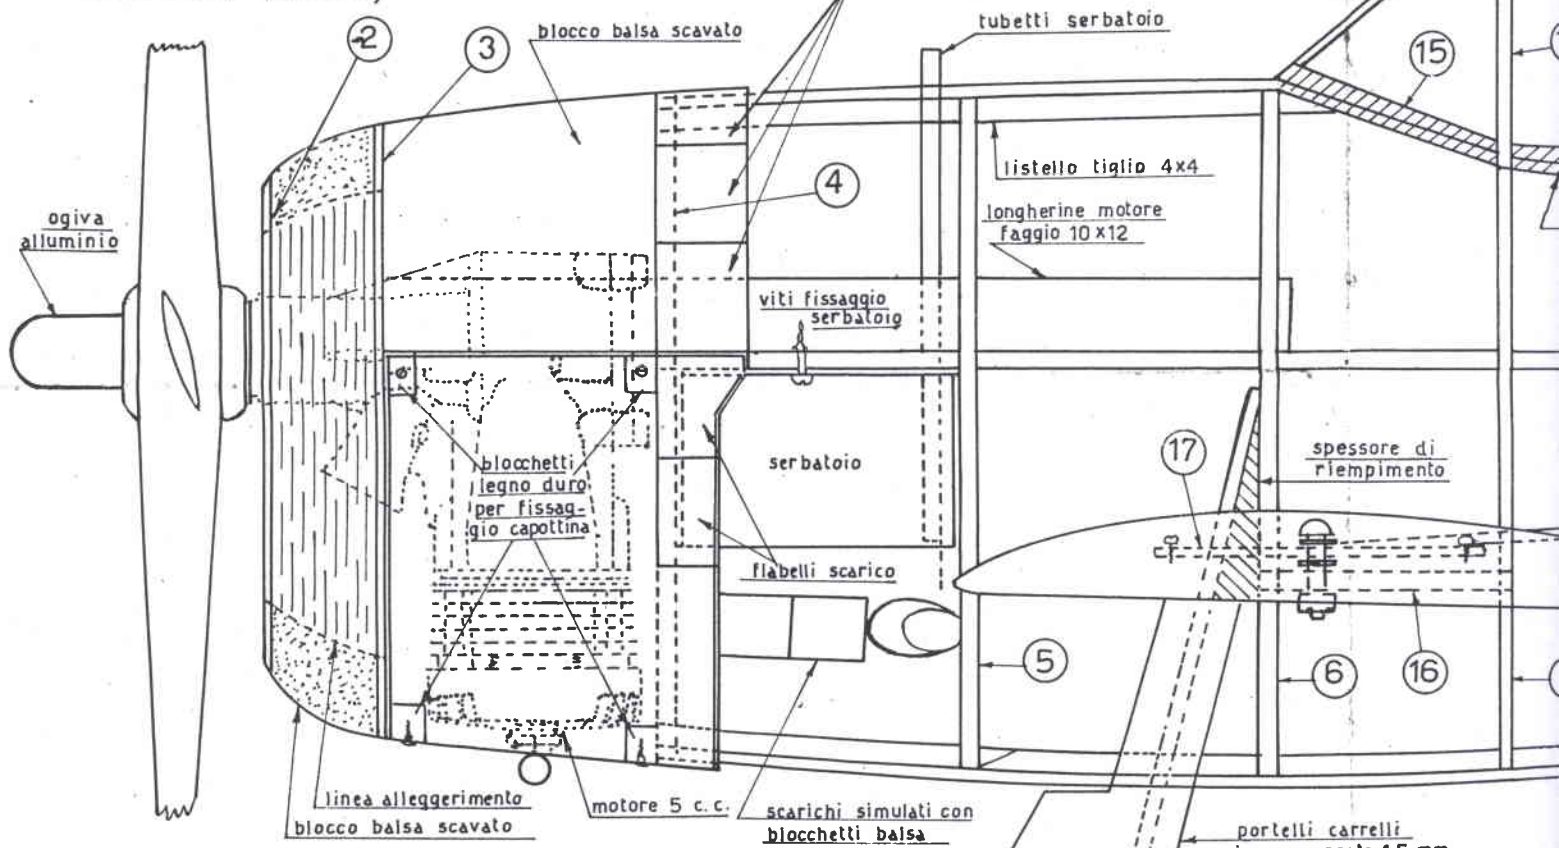 2
3
blocco balsa scavato
tubetti serbatoio
15
4
listello tiglio 4x4
longherine motore
faggio 10x12
ogiva
alluminio
viti fissaggio
serbatoio
blocchetti
legno duro
per fissag-
gio capottina
serbatoio
17
spessore di
riempimento
flabelli scarico
5
6
16
linea alleggerimento
blocco balsa scavato
motore 5 c.c.
scarichi simulati con
blocchetti balsa
portelli carrelli